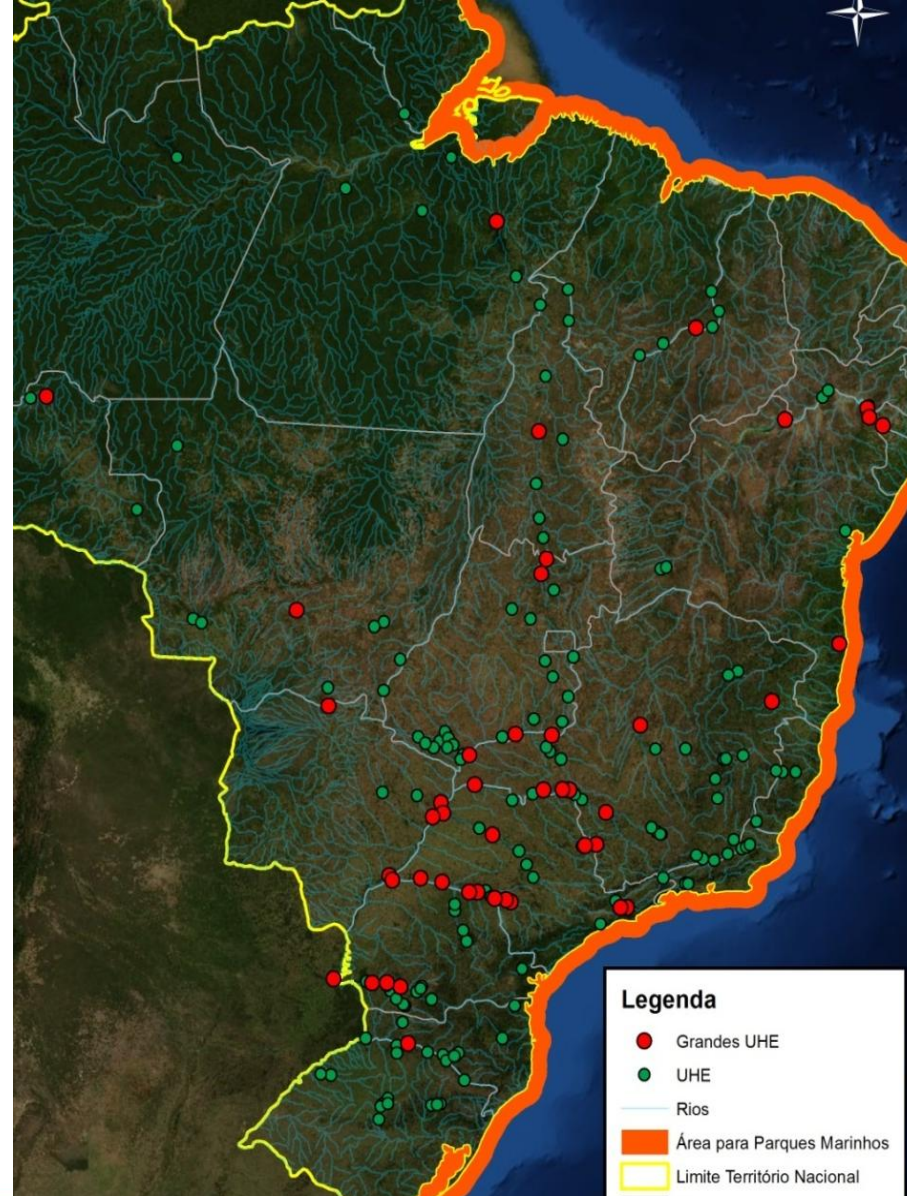 Legenda
Grandes UHE
UHE
Rios
Área para Parques Marinhos
Limite Território Nacional